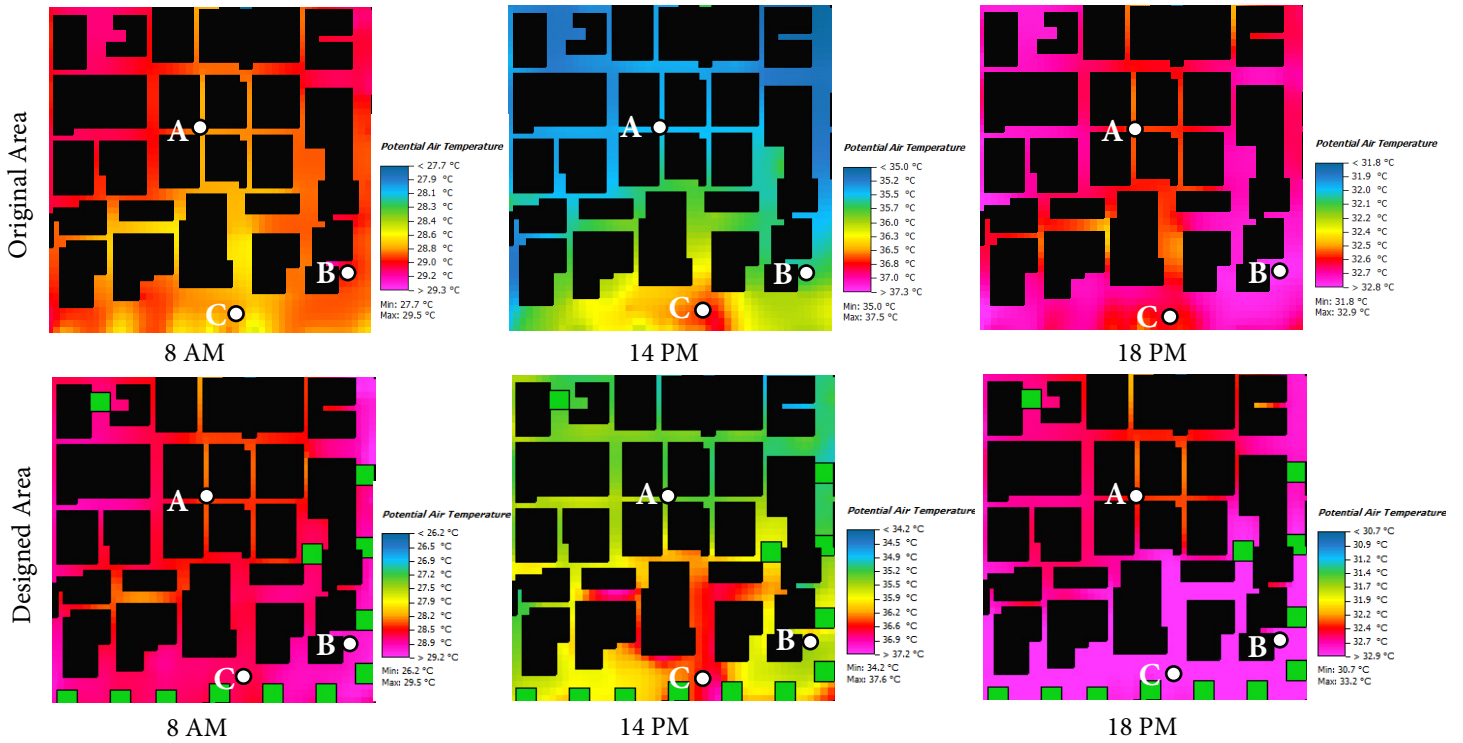 Original Area
A
B
C
8 AM
Potential Air Temperature
< 27.7 °C
27.9 °C
28.1 °C
28.3 °C
28.4 °C
28.6 °C
28.8 °C
29.0 °C
29.2 °C
> 29.3 °C
Min: 27.7 °C
Max: 29.5 °C
A
B
C
14 PM
Potential Air Temperature
< 35.0 °C
35.2 °C
35.5 °C
35.7 °C
36.0 °C
36.3 °C
36.5 °C
36.8 °C
37.0 °C
> 37.3 °C
Min: 35.0 °C
Max: 37.5 °C
A
B
C
18 PM
Potential Air Temperature
< 31.8 °C
31.9 °C
32.0 °C
32.1 °C
32.2 °C
32.4 °C
32.5 °C
32.6 °C
32.7 °C
> 32.8 °C
Min: 31.8 °C
Max: 32.9 °C
Designed Area
A
B
C
8 AM
Potential Air Temperature
< 26.2 °C
26.5 °C
26.9 °C
27.2 °C
27.5 °C
27.9 °C
28.2 °C
28.5 °C
28.9 °C
> 29.2 °C
Min: 26.2 °C
Max: 29.5 °C
A
B
C
14 PM
Potential Air Temperature
< 34.2 °C
34.5 °C
34.9 °C
35.2 °C
35.5 °C
35.9 °C
36.2 °C
36.6 °C
36.9 °C
> 37.2 °C
Min: 34.2 °C
Max: 37.6 °C
A
B
C
18 PM
Potential Air Temperature
< 30.7 °C
30.9 °C
31.2 °C
31.4 °C
31.7 °C
31.9 °C
32.2 °C
32.4 °C
32.7 °C
> 32.9 °C
Min: 30.7 °C
Max: 33.2 °C